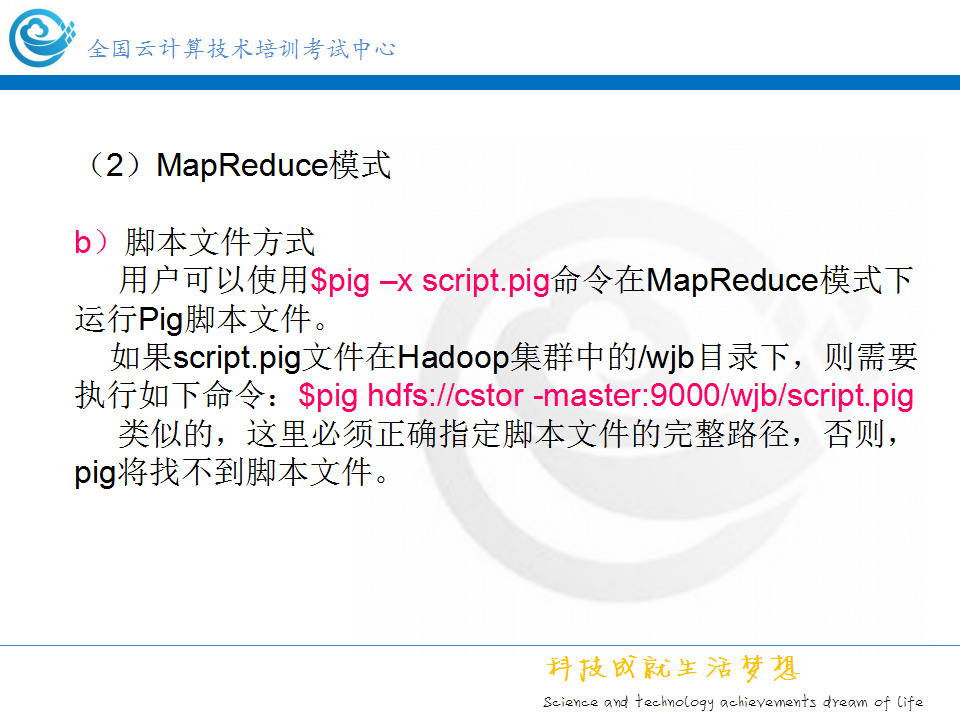 全国云计算技术培训考试中心
（2）MapReduce模式
b）脚本文件方式
用户可以使用$pig –x script.pig命令在MapReduce模式下
运行Pig脚本文件。
如果script.pig文件在Hadoop集群中的/wjb目录下，则需要
执行如下命令：$pig hdfs://cstor -master:9000/wjb/script.pig
类似的，这里必须正确指定脚本文件的完整路径，否则，
pig将找不到脚本文件。
科技成就生活梦想
Science and technology achievements dream of life